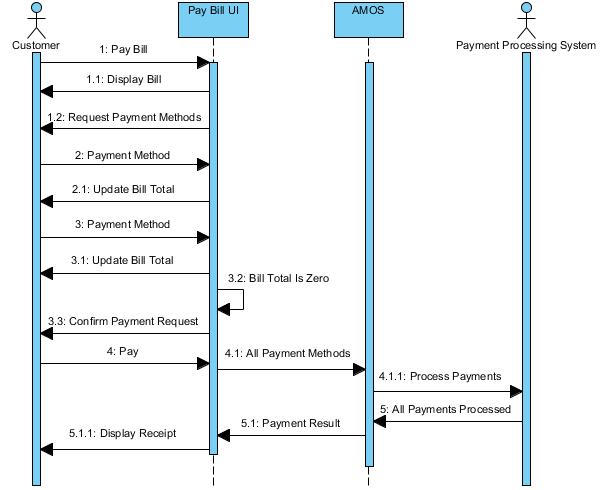 Pay Bill UI
AMOS
Customer
Payment Processing System
1: Pay Bill
1.1: Display Bill
1.2: Request Payment Methods
2: Payment Method
2.1: Update Bill Total
3: Payment Method
3.1: Update Bill Total
3.2: Bill Total Is Zero
3.3: Confirm Payment Request
4: Pay
4.1: All Payment Methods
4.1.1: Process Payments
5: All Payments Processed
5.1: Payment Result
5.1.1: Display Receipt